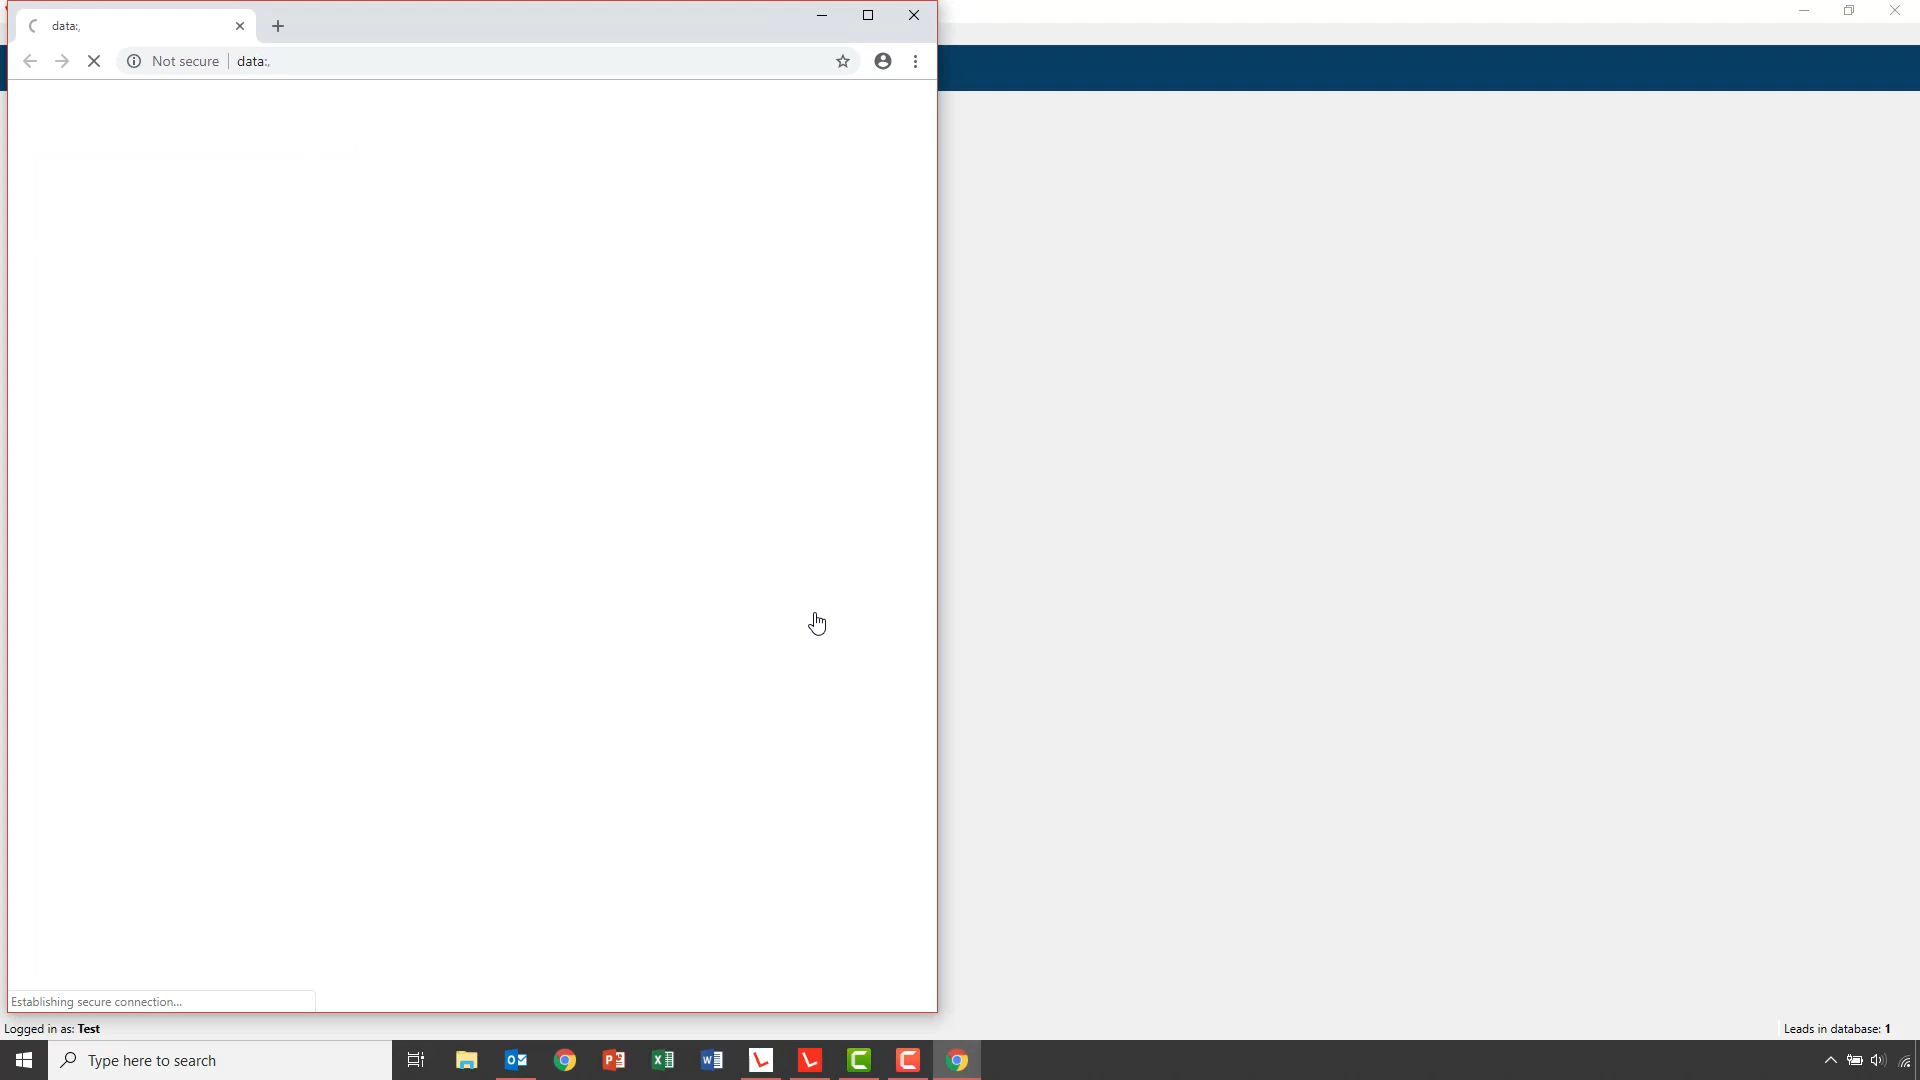 data:,
Not secure
data:,
Establishing secure connection...
Logged in as: Test
Leads in database: 1
Type here to search